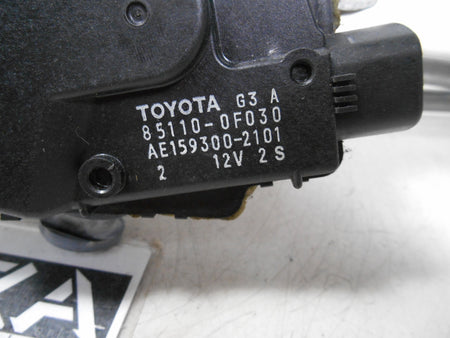 TOYOTA G3 A
85110-0F030
AE159300-2101
2 12V 2S